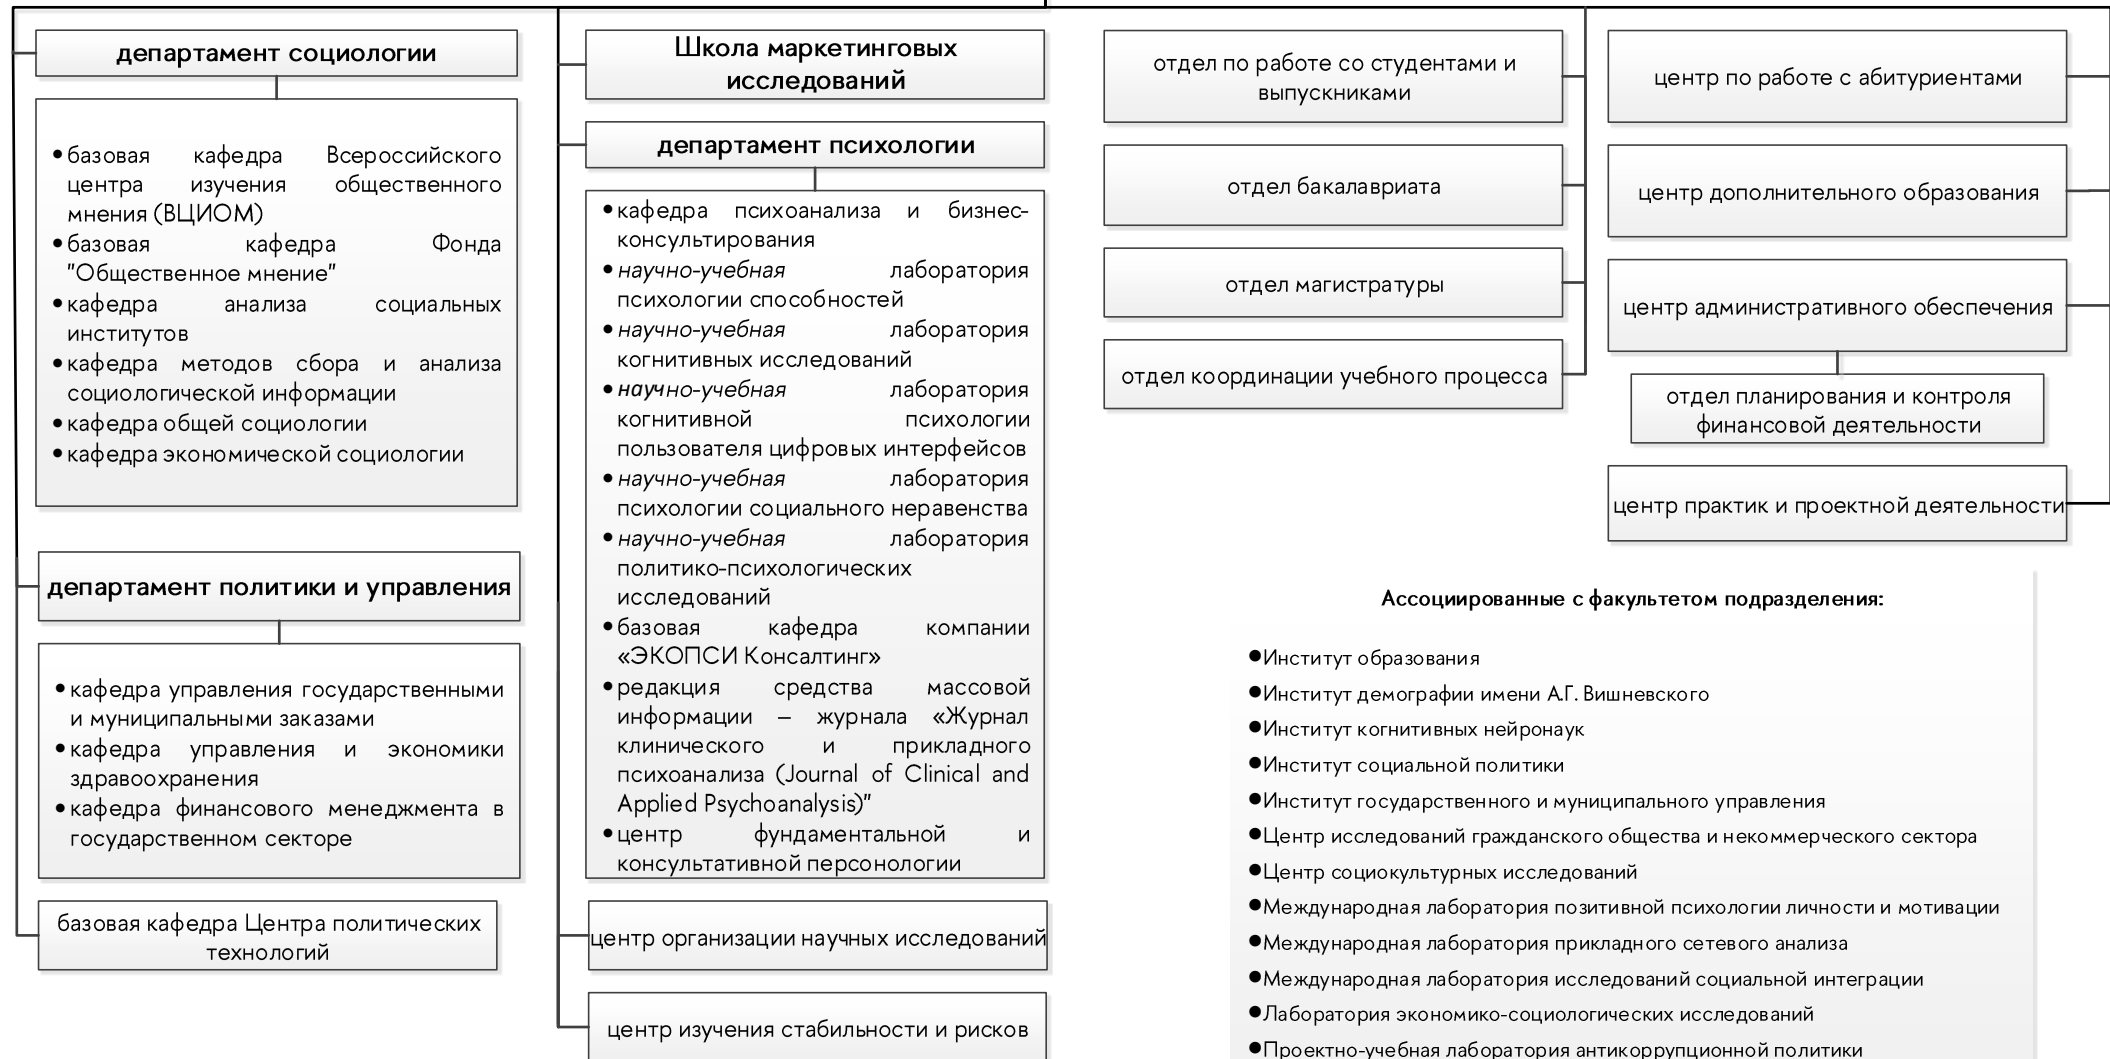 департамент социологии
базовая кафедра Всероссийского
центра изучения общественного
мнения (ВЦИОМ)
базовая кафедра Фонда
"Общественное мнение"
кафедра анализа социальных
институтов
кафедра методов сбора и анализа
социологической информации
кафедра общей социологии
кафедра экономической социологии
департамент политики и управления
кафедра управления государственными
и муниципальными заказами
кафедра управления и экономики
здравоохранения
кафедра финансового менеджмента в
государственном секторе
базовая кафедра Центра политических
технологий
Школа маркетинговых
исследований
департамент психологии
кафедра психоанализа и бизнес-
консультирования
научно-учебная лаборатория
психологии способностей
научно-учебная лаборатория
когнитивных исследований
научно-учебная лаборатория
когнитивной психологии
пользователя цифровых интерфейсов
научно-учебная лаборатория
психологии социального неравенства
научно-учебная лаборатория
политико-психологических
исследований
базовая кафедра компании
«ЭКОПСИ Консалтинг»
редакция средства массовой
информации – журнала «Журнал
клинического и прикладного
психоанализа (Journal of Clinical and
Applied Psychoanalysis)"
центр фундаментальной и
консультативной персонологии
центр организации научных исследований
центр изучения стабильности и рисков
отдел по работе со студентами и
выпускниками
отдел бакалавриата
отдел магистратуры
отдел координации учебного процесса
центр по работе с абитуриентами
центр дополнительного образования
центр административного обеспечения
отдел планирования и контроля
финансовой деятельности
центр практик и проектной деятельности
Ассоциированные с факультетом подразделения:
Институт образования
Институт демографии имени А.Г. Вишневского
Институт когнитивных нейронаук
Институт социальной политики
Институт государственного и муниципального управления
Центр исследований гражданского общества и некоммерческого сектора
Центр социокультурных исследований
Международная лаборатория позитивной психологии личности и мотивации
Международная лаборатория прикладного сетевого анализа
Международная лаборатория исследований социальной интеграции
Лаборатория экономико-социологических исследований
Проектно-учебная лаборатория антикоррупционной политики